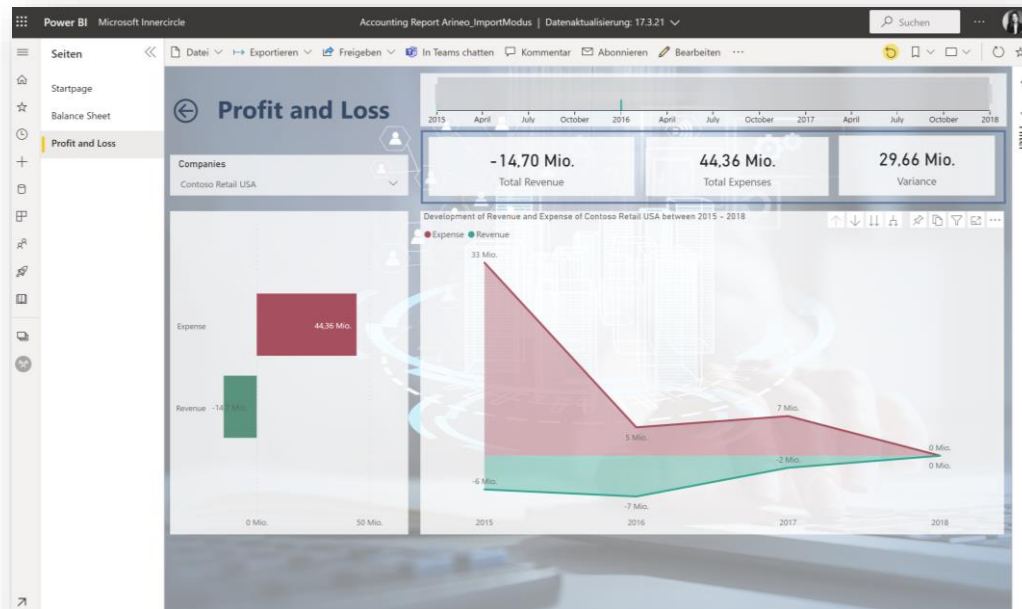 Power BI Microsoft Innercircle
Accounting Report Arineo_ImportModus | Datenaktualisierung: 17.3.21
Suchen
Seiten
Datei Exportieren Freigeben In Teams chatten Kommentar Abonnieren Bearbeiten
Startpage
Balance Sheet
Profit and Loss
Profit and Loss
2015 April July October 2016 April July October 2017 April July October 2018
Filter
Companies
Contoso Retail USA
-14,70 Mio.
Total Revenue
44,36 Mio.
Total Expenses
29,66 Mio.
Variance
Expense
44,36 Mio.
Revenue
-14,7 Mio.
0 Mio. 50 Mio.
Development of Revenue and Expense of Contoso Retail USA between 2015 - 2018
Expense Revenue
33 Mio.
5 Mio.
7 Mio.
0 Mio.
-6 Mio.
-7 Mio.
-2 Mio.
0 Mio.
2015 2016 2017 2018